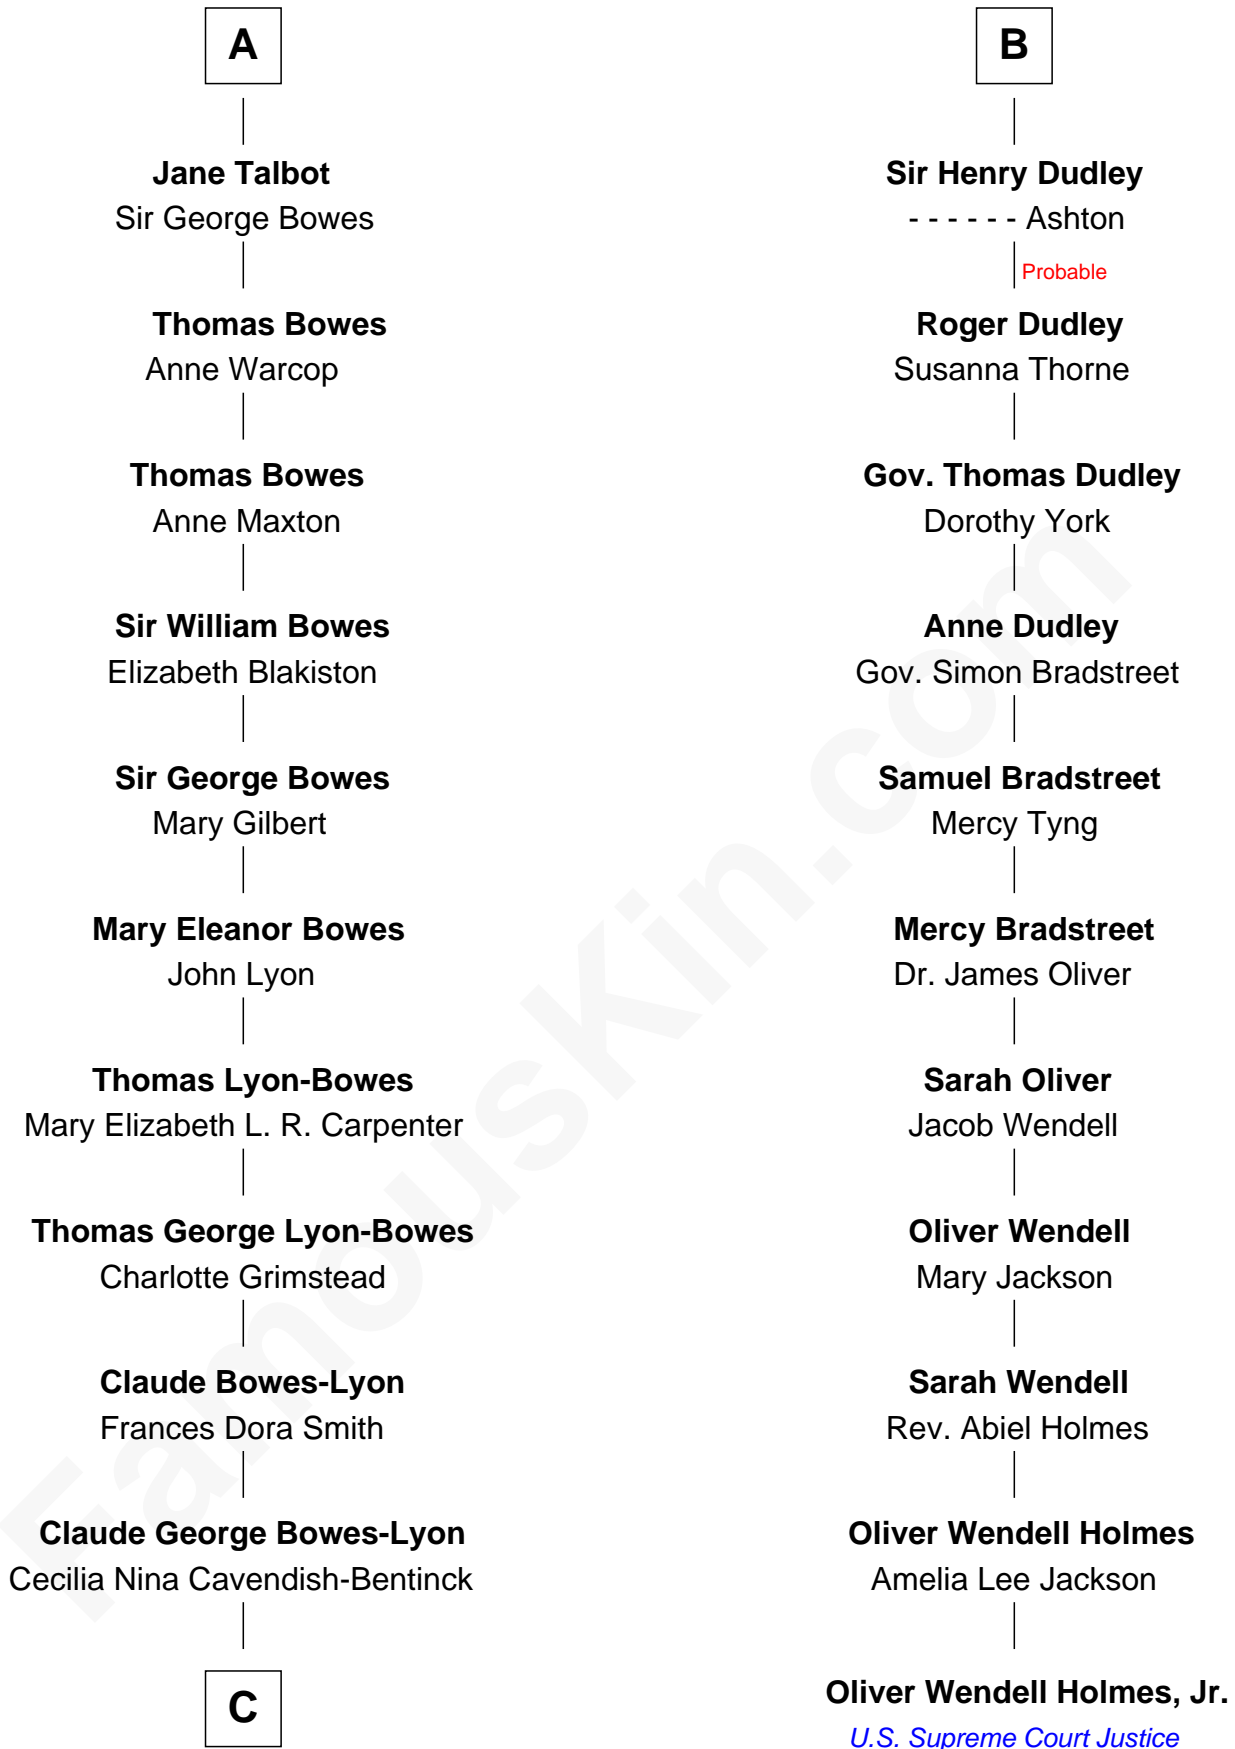 A
Jane Talbot
Sir George Bowes
Thomas Bowes
Anne Warcop
Thomas Bowes
Anne Maxton
Sir William Bowes
Elizabeth Blakiston
Sir George Bowes
Mary Gilbert
Mary Eleanor Bowes
John Lyon
Thomas Lyon-Bowes
Mary Elizabeth L. R. Carpenter
Thomas George Lyon-Bowes
Charlotte Grimstead
Claude Bowes-Lyon
Frances Dora Smith
Claude George Bowes-Lyon
Cecilia Nina Cavendish-Bentinck
C
B
Sir Henry Dudley
- - - - - - Ashton
Probable
Roger Dudley
Susanna Thorne
Gov. Thomas Dudley
Dorothy York
Anne Dudley
Gov. Simon Bradstreet
Samuel Bradstreet
Mercy Tyng
Mercy Bradstreet
Dr. James Oliver
Sarah Oliver
Jacob Wendell
Oliver Wendell
Mary Jackson
Sarah Wendell
Rev. Abiel Holmes
Oliver Wendell Holmes
Amelia Lee Jackson
Oliver Wendell Holmes, Jr.
U.S. Supreme Court Justice
FamousKin.com